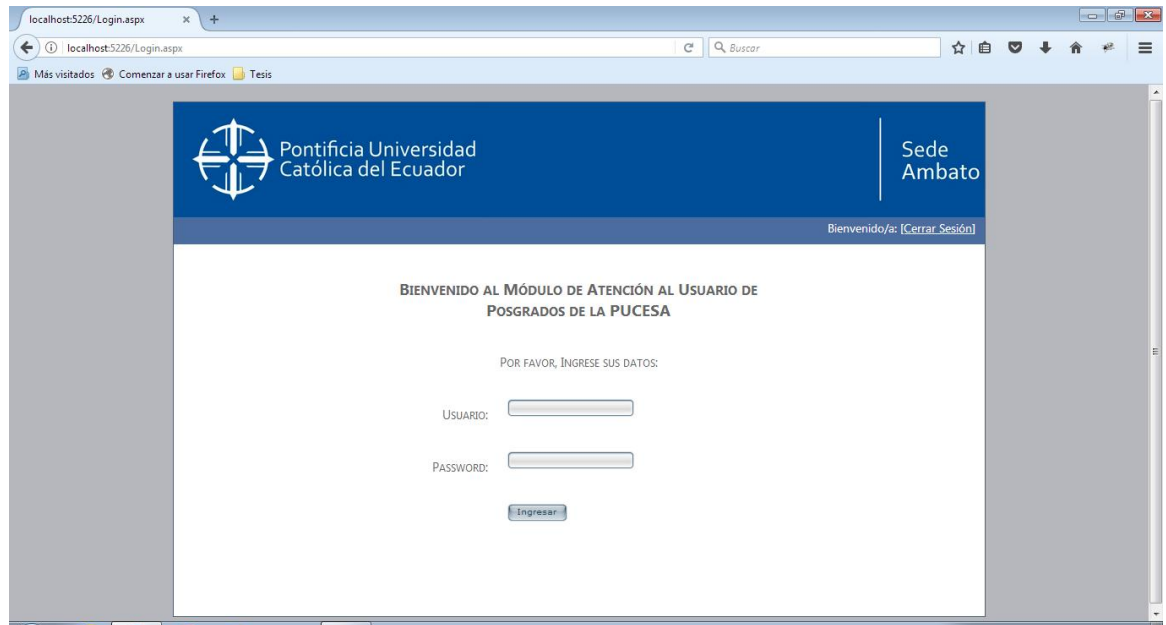 localhost:5226/Login.aspx
localhost:5226/Login.aspx
Buscar
Más visitados Comenzar a usar Firefox Tesis
Pontificia Universidad
Católica del Ecuador
Sede
Ambato
Bienvenido/a: [Cerrar Sesión]
BIENVENIDO AL MÓDULO DE ATENCIÓN AL USUARIO DE
POSGRADOS DE LA PUCESA
POR FAVOR, INGRESE SUS DATOS:
USUARIO:
PASSWORD:
Ingresar